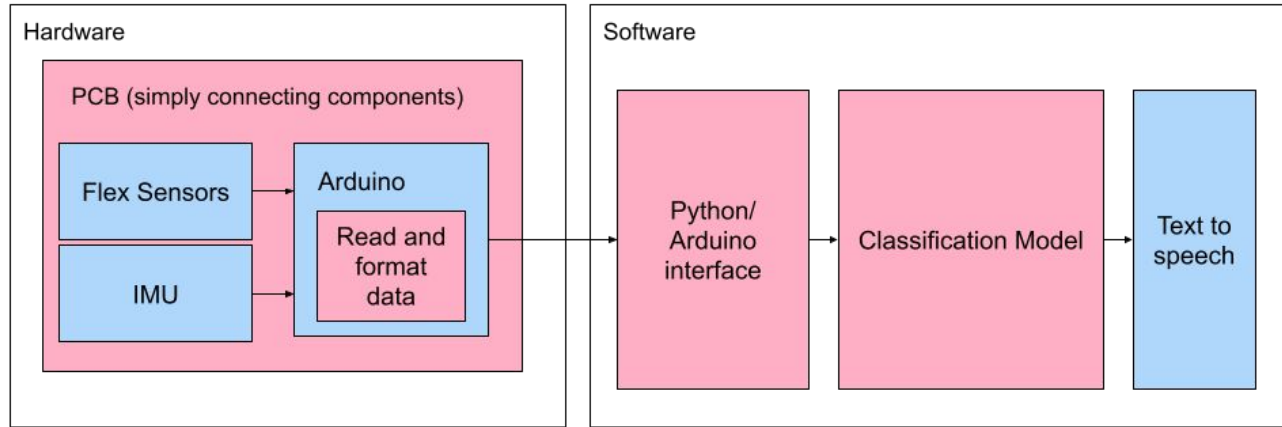 Hardware
PCB (simply connecting components)
Flex Sensors
IMU
Arduino
Read and
format
data
Software
Python/
Arduino
interface
Classification Model
Text to
speech